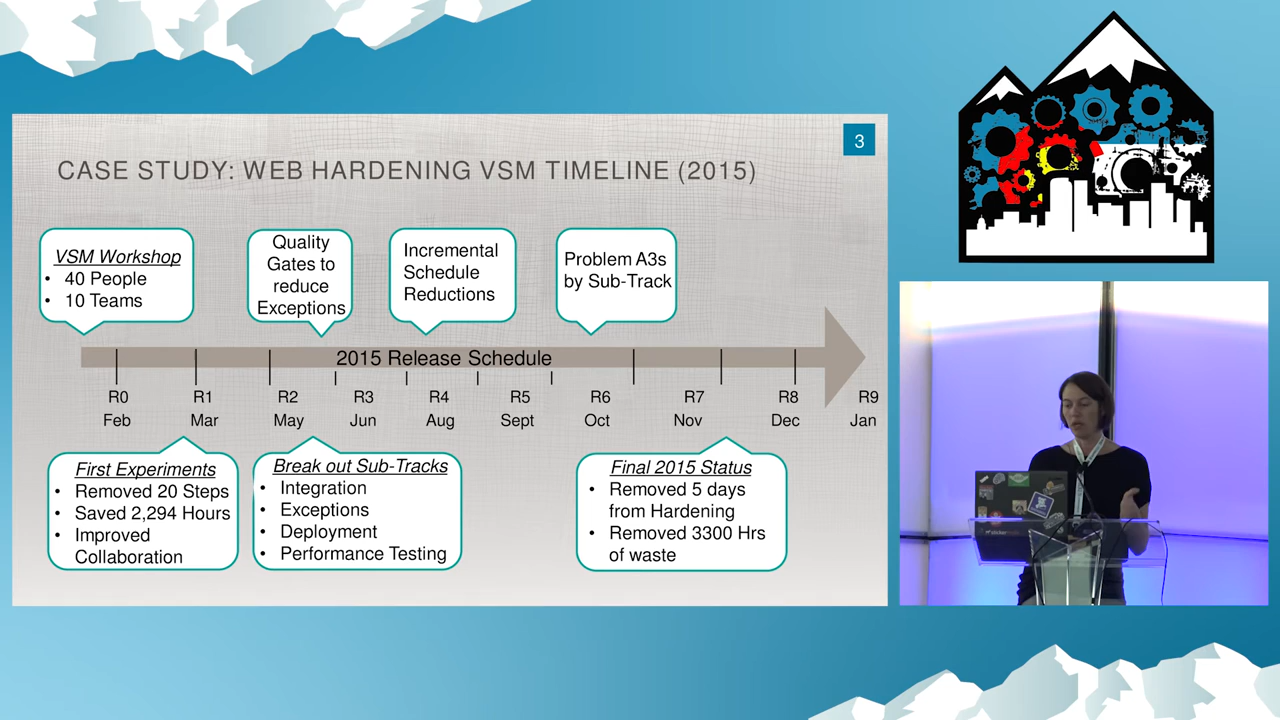 3
CASE STUDY: WEB HARDENING VSM TIMELINE (2015)
VSM Workshop
• 40 People
• 10 Teams
Quality
Gates to
reduce
Exceptions
Incremental
Schedule
Reductions
Problem A3s
by Sub-Track
2015 Release Schedule
R0 R1 R2 R3 R4 R5 R6 R7 R8 R9
Feb Mar May Jun Aug Sept Oct Nov Dec Jan
First Experiments
• Removed 20 Steps
• Saved 2,294 Hours
• Improved
Collaboration
Break out Sub-Tracks
• Integration
• Exceptions
• Deployment
• Performance Testing
Final 2015 Status
• Removed 5 days
from Hardening
• Removed 3300 Hrs
of waste